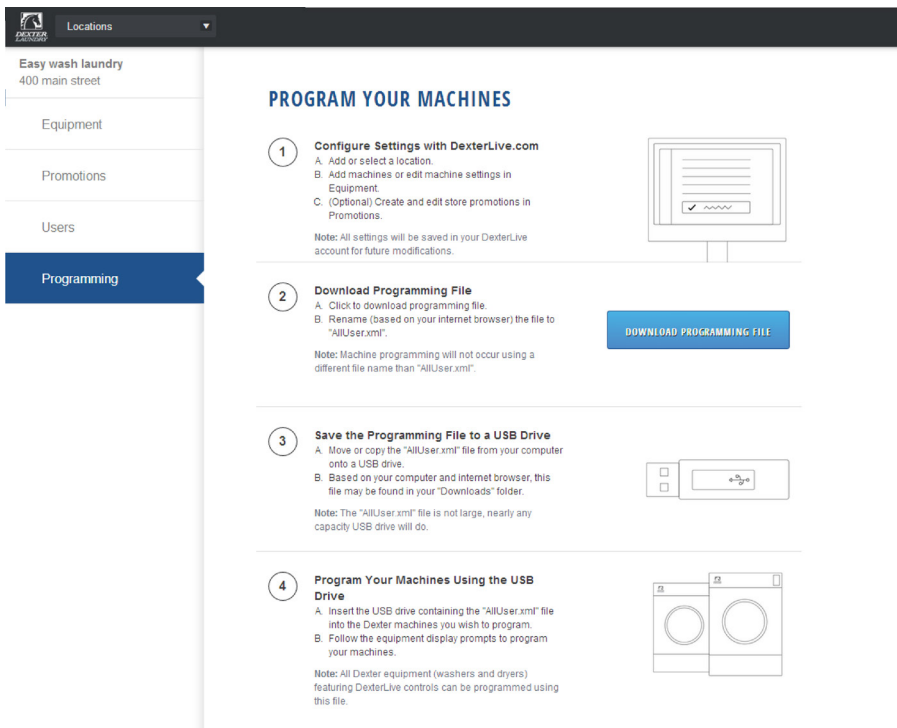 DEXTER
LAUNDRY
Locations
Easy wash laundry
400 main street
Equipment
Promotions
Users
Programming
PROGRAM YOUR MACHINES
1
Configure Settings with DexterLive.com
A. Add or select a location.
B. Add machines or edit machine settings in
Equipment.
C. (Optional) Create and edit store promotions in
Promotions.
Note: All settings will be saved in your DexterLive
account for future modifications.
2
Download Programming File
A. Click to download programming file.
B. Rename (based on your internet browser) the file to
"AllUser.xml".
Note: Machine programming will not occur using a
different file name than "AllUser.xml".
DOWNLOAD PROGRAMMING FILE
3
Save the Programming File to a USB Drive
A. Move or copy the "AllUser.xml" file from your computer
onto a USB drive.
B. Based on your computer and internet browser, this
file may be found in your "Downloads" folder.
Note: The "AllUser.xml" file is not large, nearly any
capacity USB drive will do.
4
Program Your Machines Using the USB
Drive
A. Insert the USB drive containing the "AllUser.xml" file
into the Dexter machines you wish to program.
B. Follow the equipment display prompts to program
your machines.
Note: All Dexter equipment (washers and dryers)
featuring DexterLive controls can be programmed using
this file.